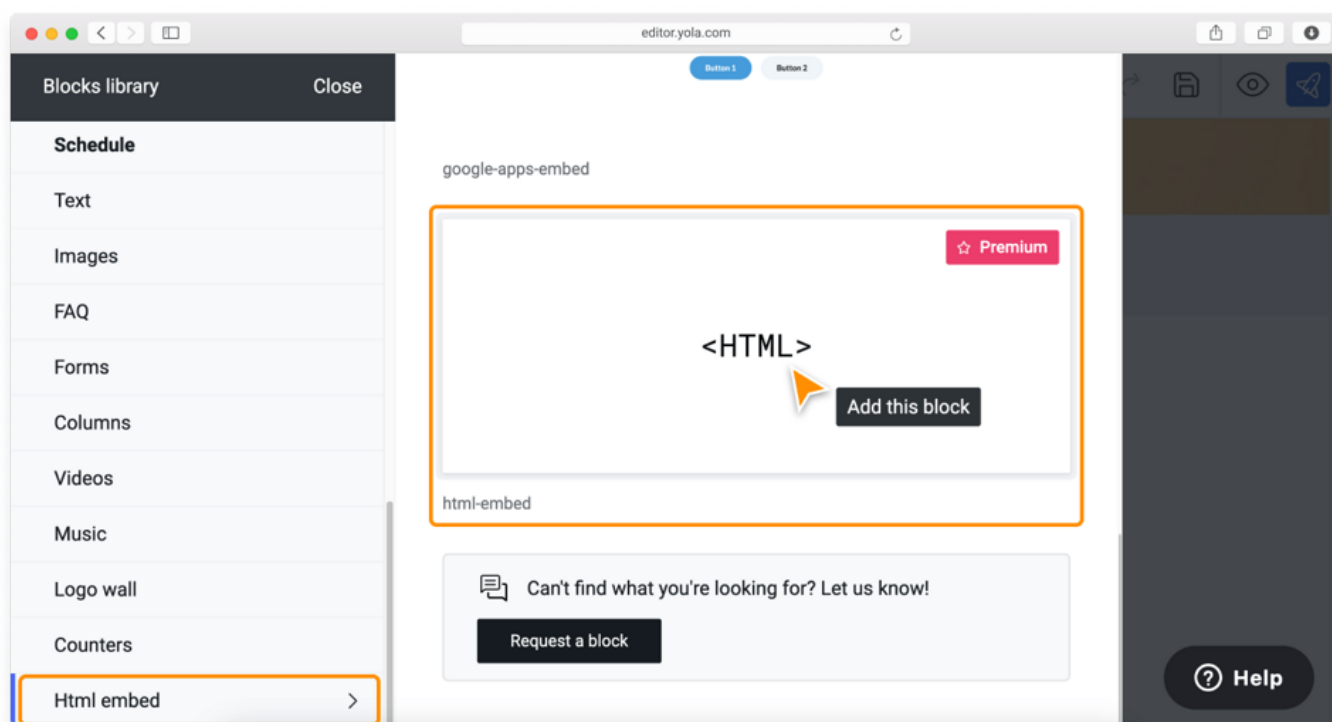 editor.yola.com
Blocks library
Close
Schedule
Text
Images
FAQ
Forms
Columns
Videos
Music
Logo wall
Counters
Html embed
Button 1
Button 2
google-apps-embed
Premium
<HTML>
Add this block
html-embed
Can't find what you're looking for? Let us know!
Request a block
? Help